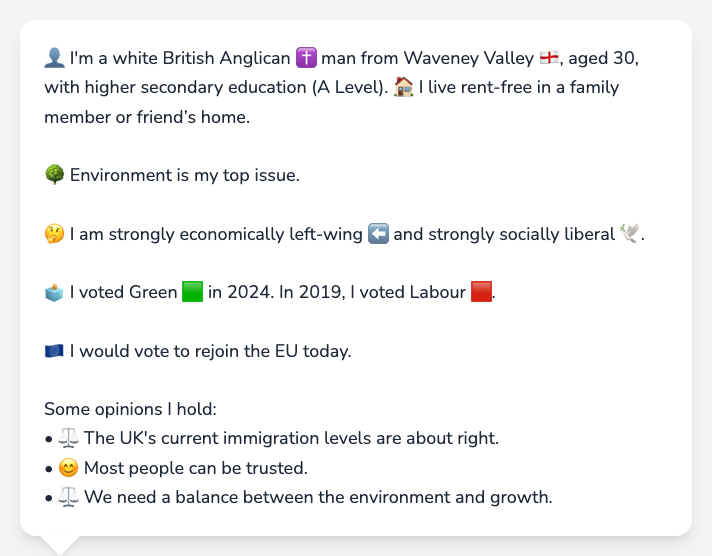 👤 I'm a white British Anglican ✝️ man from Waveney Valley 🏴󠁧󠁢󠁥󠁮󠁧󠁿, aged 30,
with higher secondary education (A Level). 🏠 I live rent-free in a family
member or friend’s home.
🌳 Environment is my top issue.
🤔 I am strongly economically left-wing ⬅️ and strongly socially liberal 🕊️.
🗳️ I voted Green 🟩 in 2024. In 2019, I voted Labour 🟥.
🇪🇺 I would vote to rejoin the EU today.
Some opinions I hold:
• ⚖️ The UK's current immigration levels are about right.
• 😊 Most people can be trusted.
• ⚖️ We need a balance between the environment and growth.